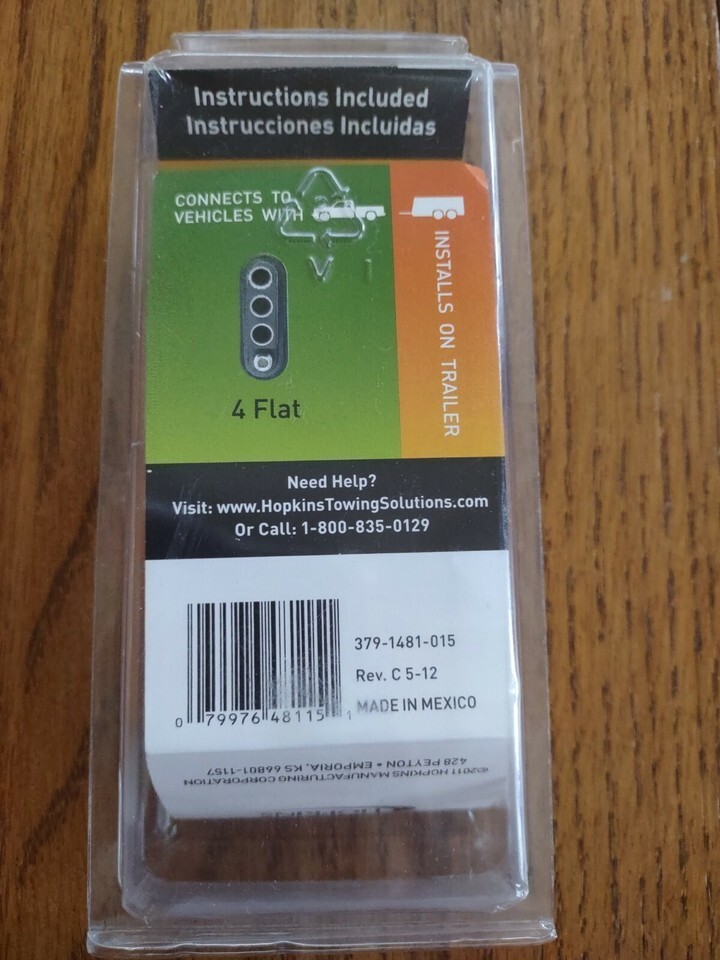 Instructions Included
Instrucciones Incluidas
CONNECTS TO
VEHICLES WITH
INSTALLS ON TRAILER
V
4 Flat
Need Help?
Visit: www.HopkinsTowingSolutions.com
Or Call: 1-800-835-0129
379-1481-015
Rev. C 5-12
MADE IN MEXICO
0 79976 48115 1
©2011 HOPKINS MANUFACTURING CORPORATION
428 PEYTON • EMPORIA, KS 66801-1157